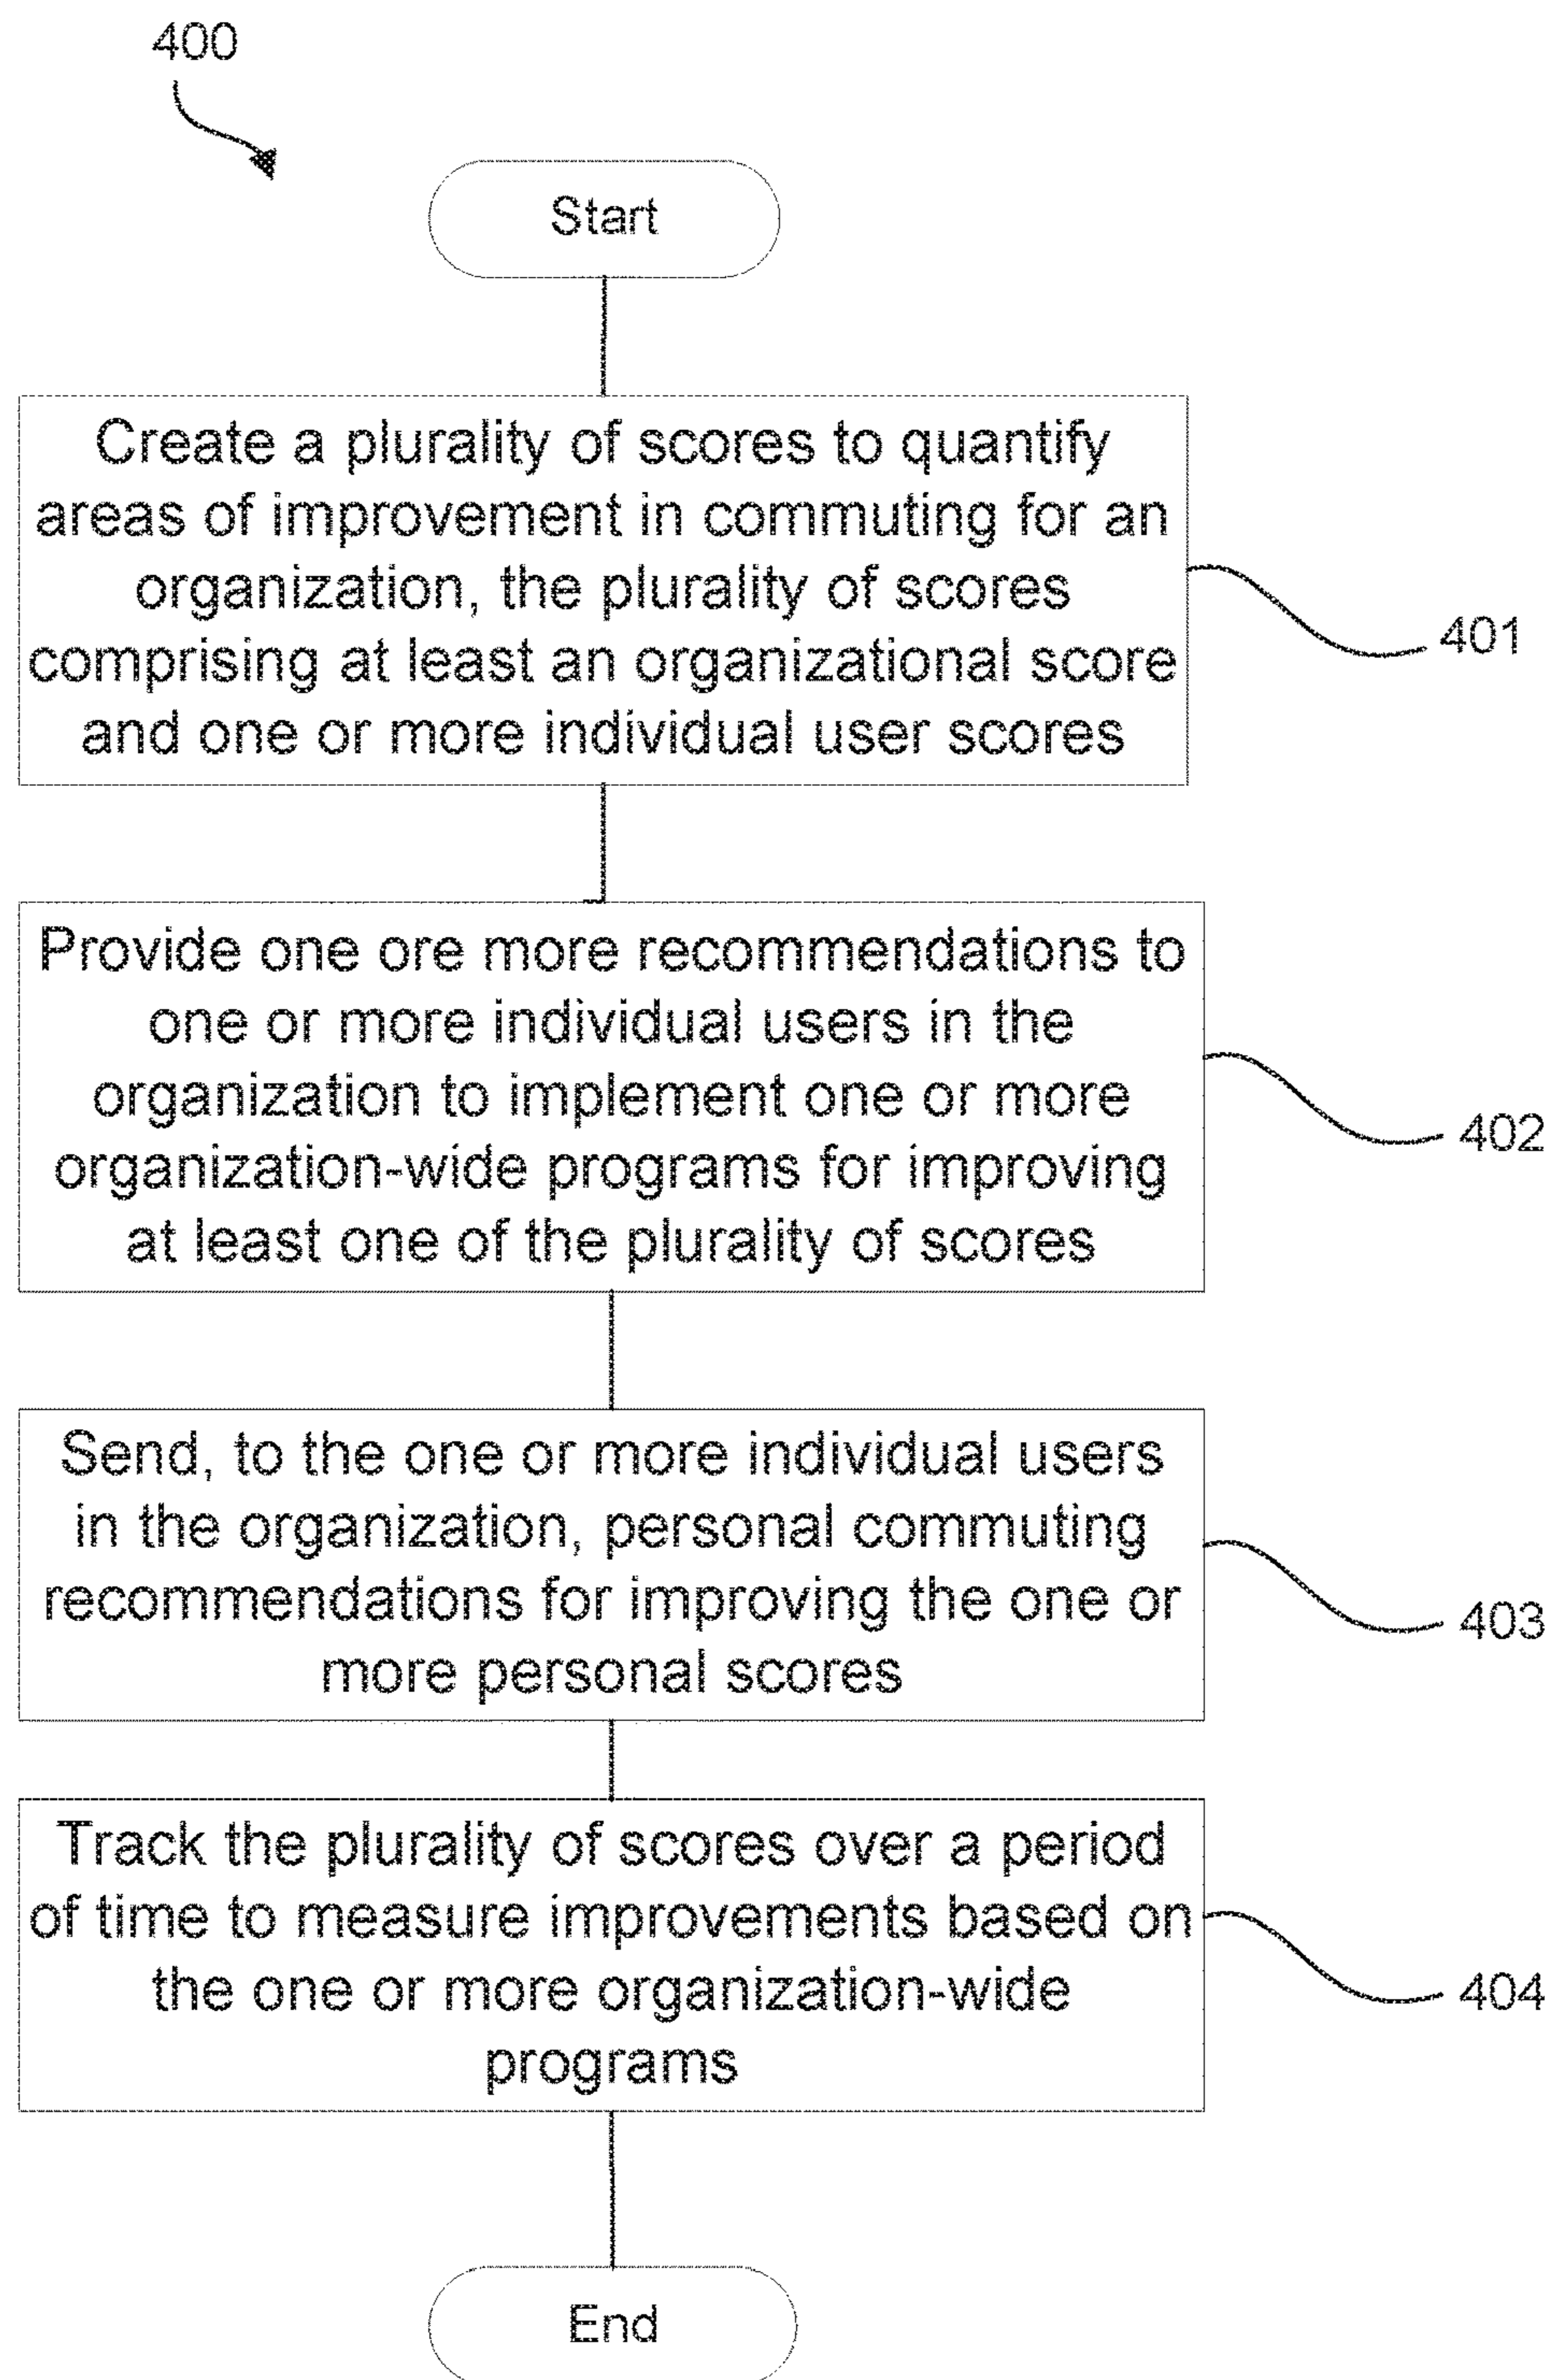 400
Start
Create a plurality of scores to quantify
areas of improvement in commuting for an
organization, the plurality of scores
comprising at least an organizational score
and one or more individual user scores
401
Provide one ore more recommendations to
one or more individual users in the
organization to implement one or more
organization-wide programs for improving
at least one of the plurality of scores
402
Send, to the one or more individual users
in the organization, personal commuting
recommendations for improving the one or
more personal scores
403
Track the plurality of scores over a period
of time to measure improvements based on
the one or more organization-wide
programs
404
End